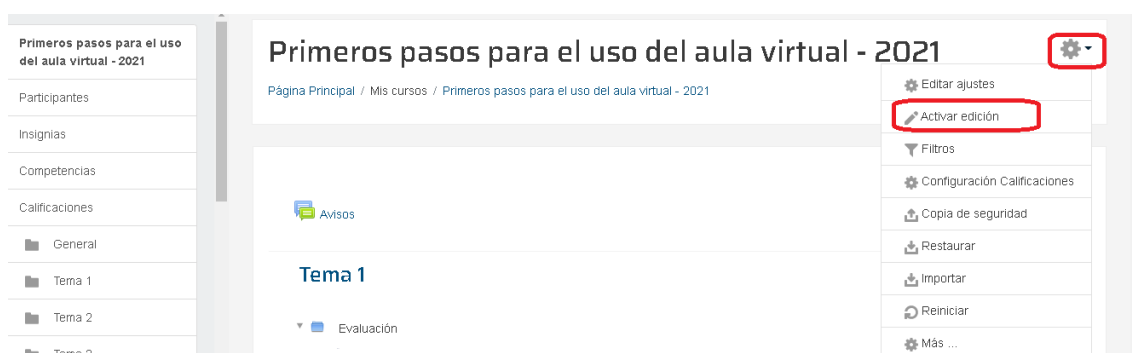 Primeros pasos para el uso
del aula virtual - 2021
Participantes
Insignias
Competencias
Calificaciones
General
Tema 1
Tema 2
Primeros pasos para el uso del aula virtual - 2021
Página Principal / Mis cursos / Primeros pasos para el uso del aula virtual - 2021
Avisos
Tema 1
Evaluación
Editar ajustes
Activar edición
Filtros
Configuración Calificaciones
Copia de seguridad
Restaurar
Importar
Reiniciar
Más ...